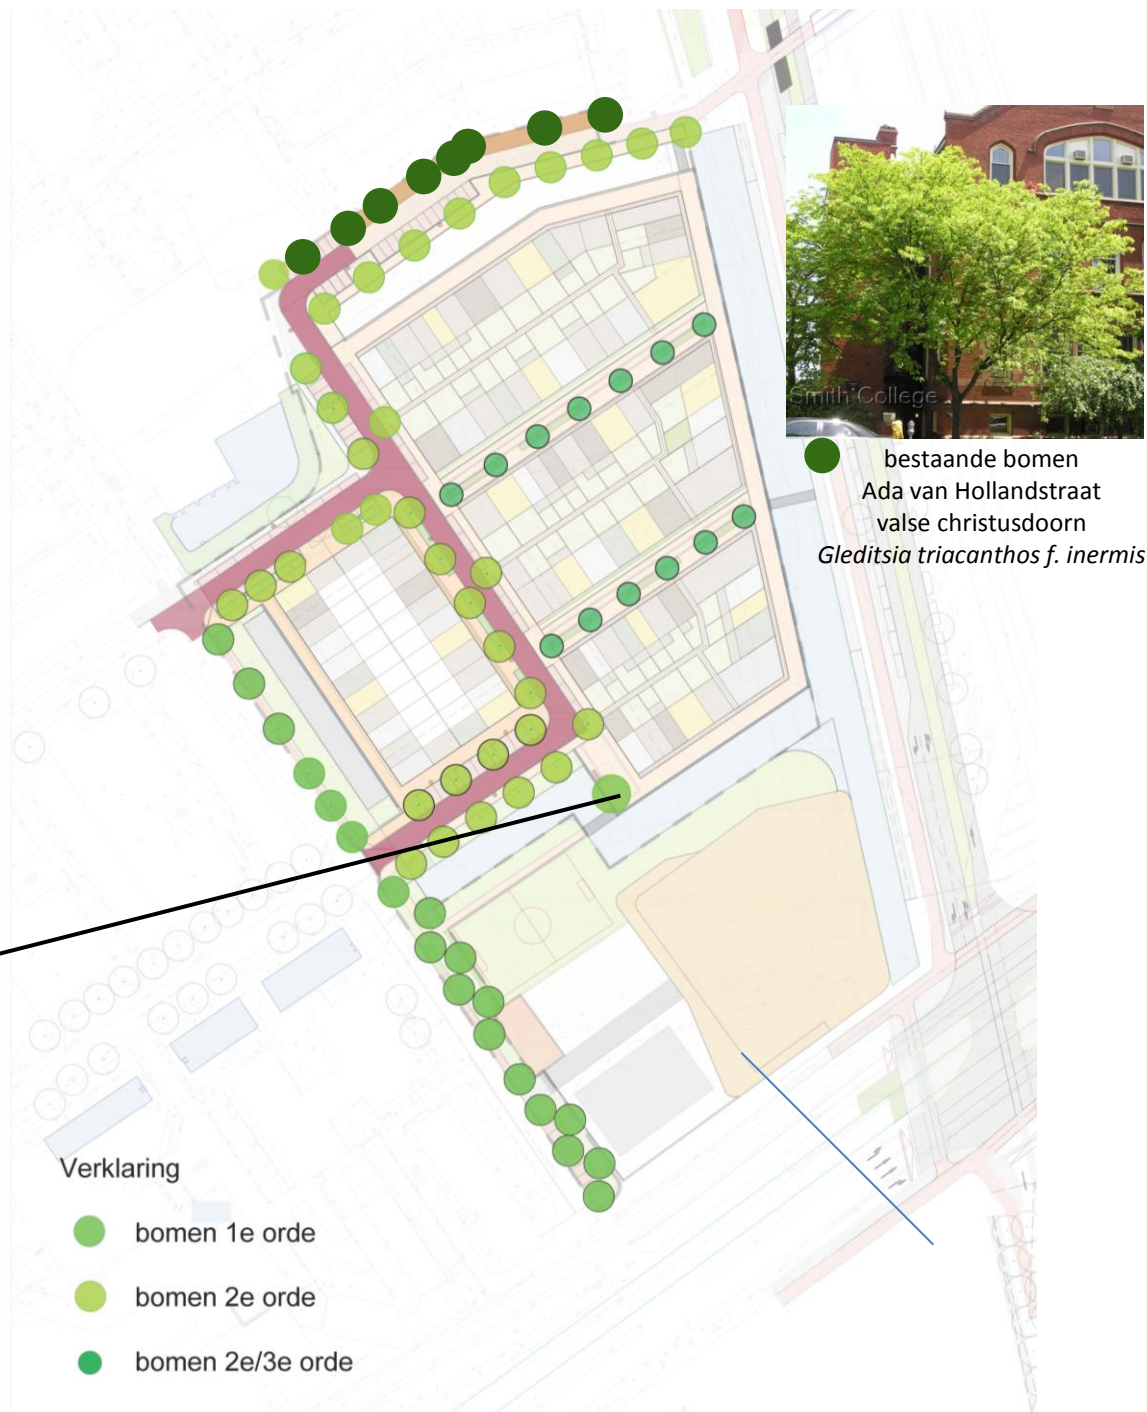 Smith College
bestaande bomen
Ada van Hollandstraat
valse christusdoorn
Gleditsia triacanthos f. inermis
Verklaring
bomen 1e orde
bomen 2e orde
bomen 2e/3e orde